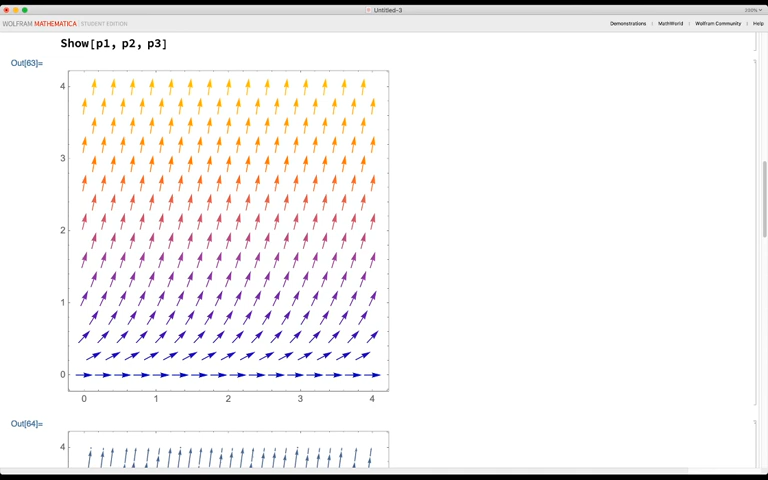 Untitled-3
100%
WOLFRAM MATHEMATICA | STUDENT EDITION
Demonstrations | MathWorld | Wolfram Community | Help
Show[p1, p2, p3]
Out[63]=
4
3
2
1
0
0 1 2 3 4
Out[64]=
4